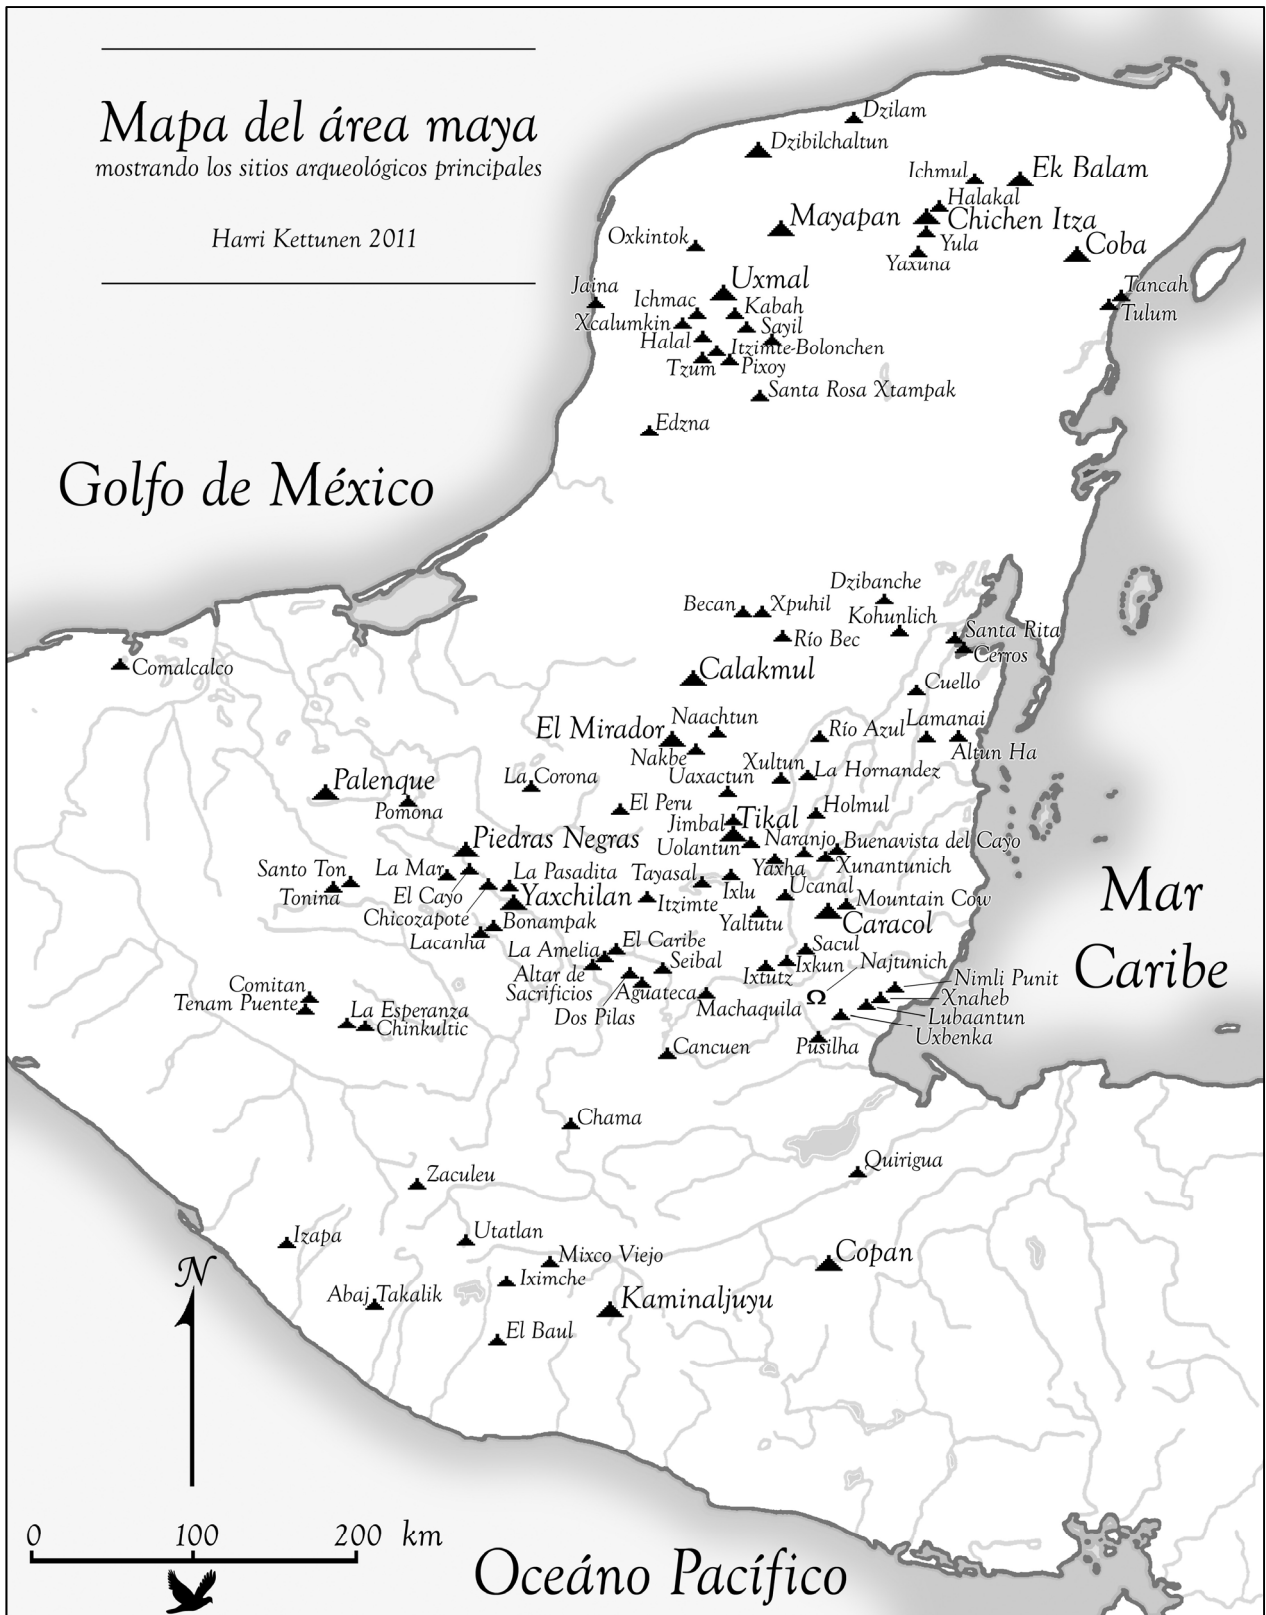 Mapa del área maya
mostrando los sitios arqueológicos principales
Harri Kettunen 2011
Dzilam
Dzibilchaltun
Ichmul
Ek Balam
Halakal
Mayapan
Chichen Itza
Oxkintok
Yula
Coba
Yaxuna
Uxmal
Jaina
Tancah
Ichmac
Kabah
Tulum
Xcalumkin
Sayil
Halal
Itzimte-Bolonchen
Tzum
Pixoy
Santa Rosa Xtampak
Edzna
Golfo de México
Dzibanche
Becan
Xpuhil
Kohunlich
Río Bec
Santa Rita
Cerros
Comalcalco
Calakmul
Cuello
Naachtun
Lamanai
El Mirador
Río Azul
Nakbe
Altun Ha
Xultun
La Hornandez
Palenque
La Corona
Uaxactun
Pomona
El Peru
Holmul
Jimbal
Tikal
Piedras Negras
Uolantun
Naranjo
Buenavista del Cayo
Santo Ton
La Mar
La Pasadita
Tayasal
Yaxha
Xunantunich
Tonina
El Cayo
Yaxchilan
Itzimte
Ixlu
Ucanal
Mountain Cow
Mar
Caribe
Chicozapote
Bonampak
Yaltutu
Caracol
Lacanha
La Amelia
El Caribe
Sacul
Altar de
Sacrificios
Seibal
Ixtutz
Ixkun
Najtunich
Comitan
Aguateca
Nimli Punit
Tenam Puente
La Esperanza
Dos Pilas
Machaquila
Ω
Xnaheb
Chinkultic
Lubaantun
Uxbenka
Cancuen
Pusilha
Chama
Quirigua
Zaculeu
Izapa
Utatlan
Mixco Viejo
Copan
N
Iximche
Abaj Takalik
Kaminaljuyu
El Baul
0 100 200 km
Oceáno Pacífico